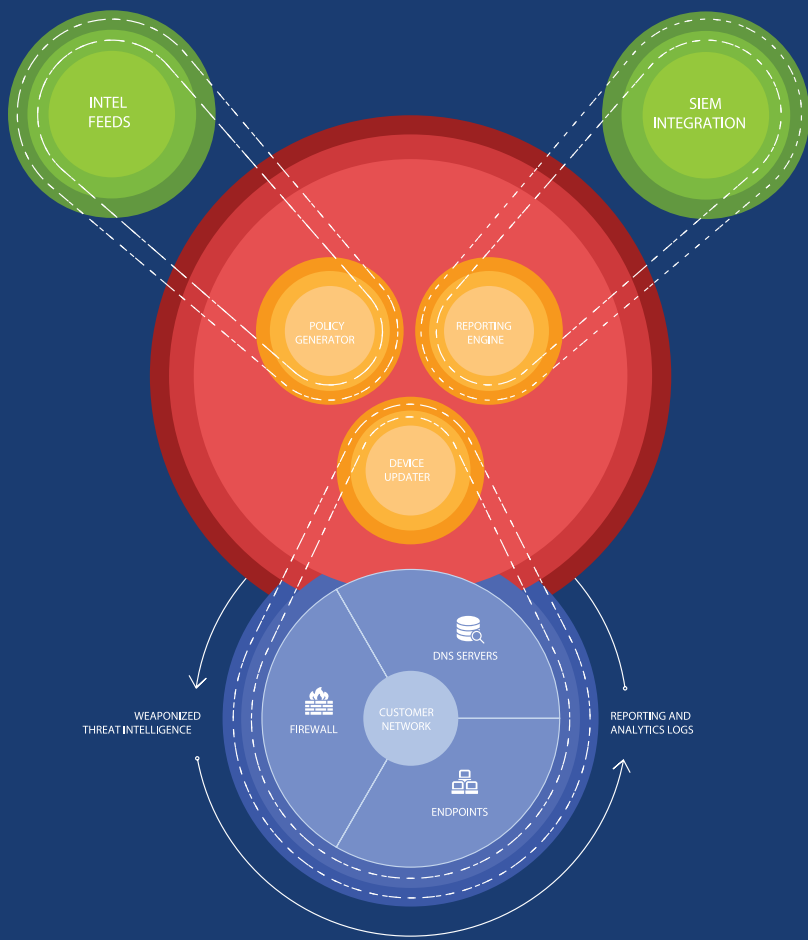 INTEL
FEEDS
SIEM
INTEGRATION
POLICY
GENERATOR
REPORTING
ENGINE
DEVICE
UPDATER
DNS SERVERS
FIREWALL
CUSTOMER
NETWORK
WEAPONIZED
THREAT INTELLIGENCE
REPORTING AND
ANALYTICS LOGS
ENDPOINTS